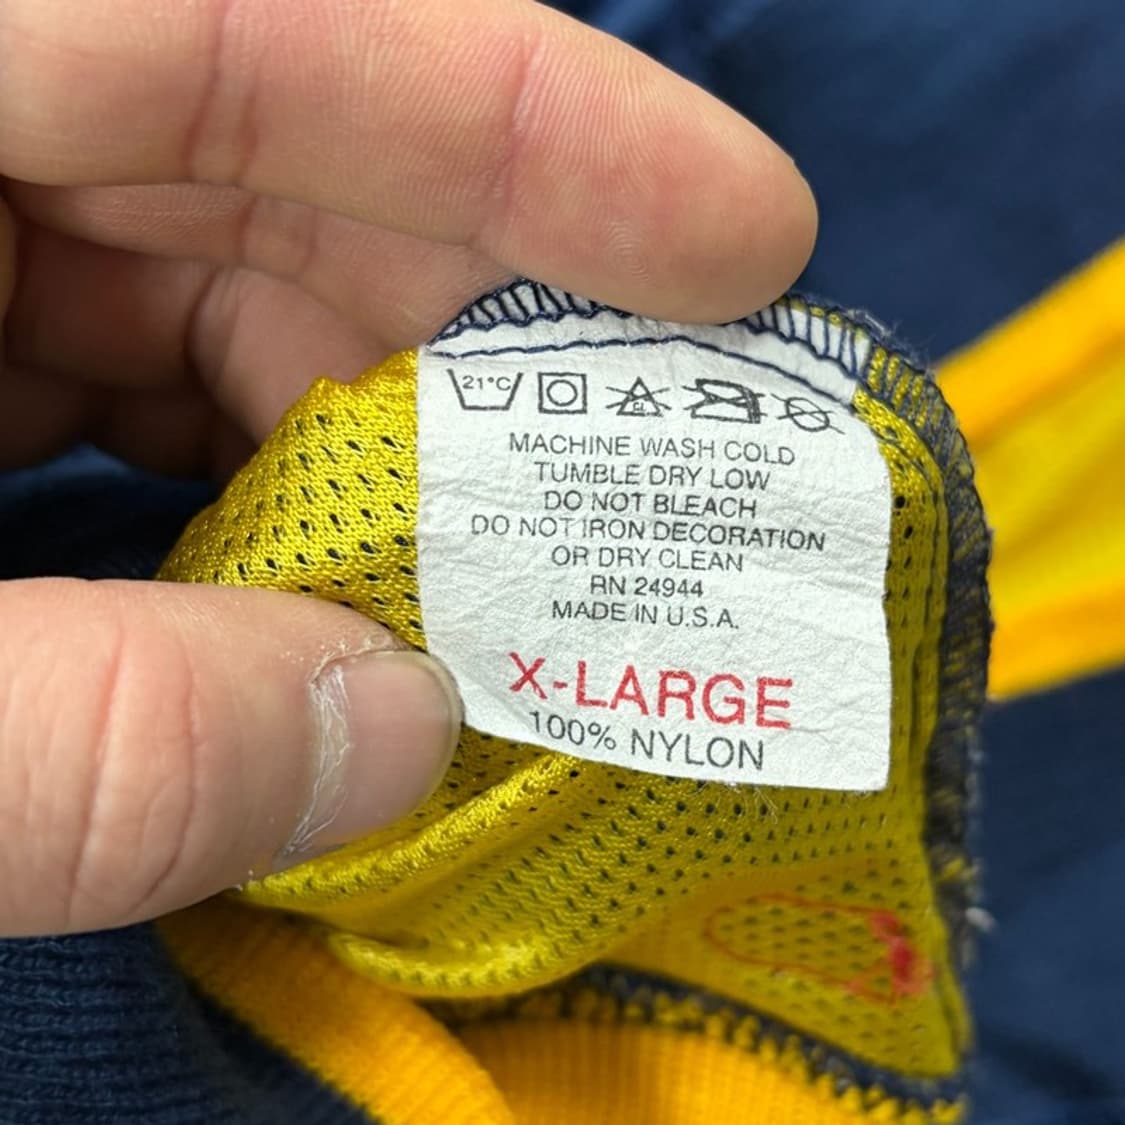 21°C
CL
MACHINE WASH COLD
TUMBLE DRY LOW
DO NOT BLEACH
DO NOT IRON DECORATION
OR DRY CLEAN
RN 24944
MADE IN U.S.A.
X-LARGE
100% NYLON